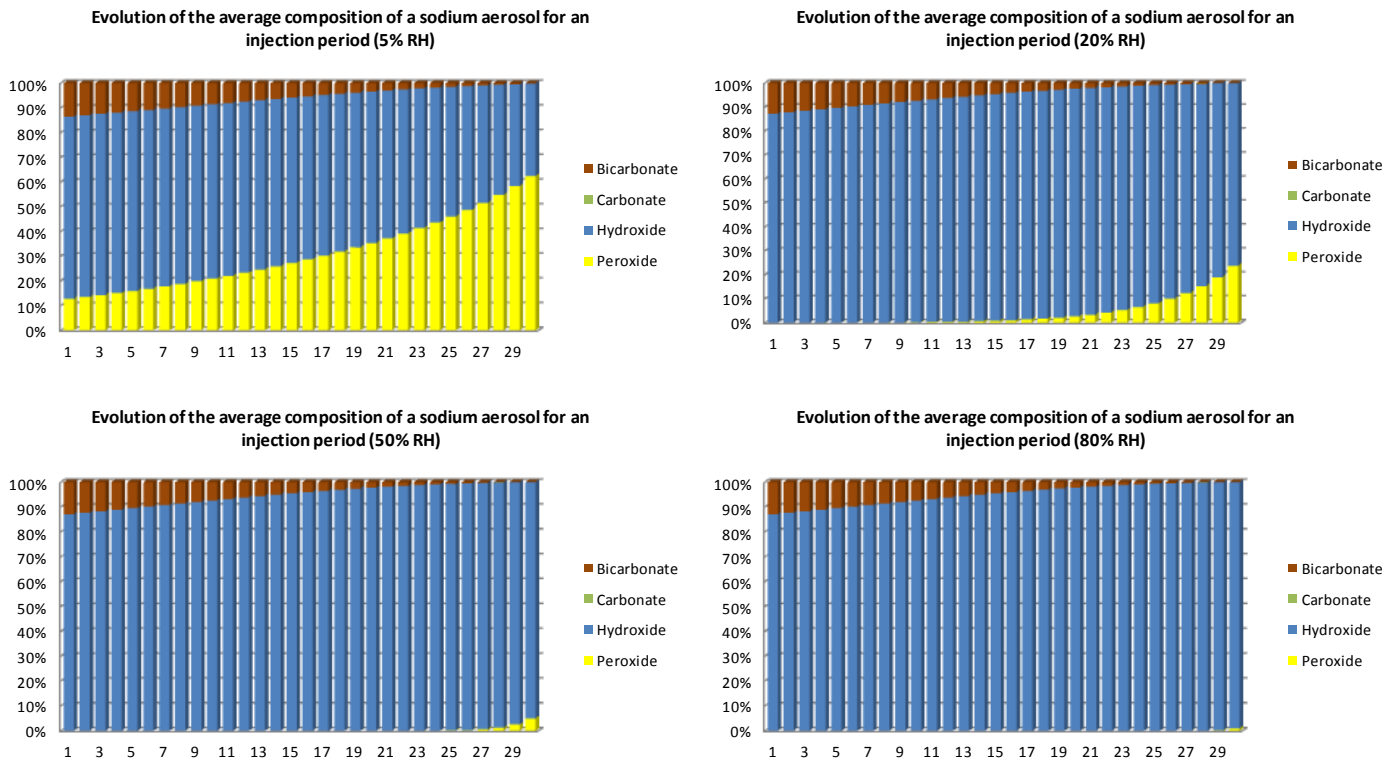 Evolution of the average composition of a sodium aerosol for an
injection period (5% RH)
100%
90%
80%
70%
60%
50%
40%
30%
20%
10%
0%
1 3 5 7 9 11 13 15 17 19 21 23 25 27 29
Bicarbonate
Carbonate
Hydroxide
Peroxide
Evolution of the average composition of a sodium aerosol for an
injection period (20% RH)
100%
90%
80%
70%
60%
50%
40%
30%
20%
10%
0%
1 3 5 7 9 11 13 15 17 19 21 23 25 27 29
Bicarbonate
Carbonate
Hydroxide
Peroxide
Evolution of the average composition of a sodium aerosol for an
injection period (50% RH)
100%
90%
80%
70%
60%
50%
40%
30%
20%
10%
0%
1 3 5 7 9 11 13 15 17 19 21 23 25 27 29
Bicarbonate
Carbonate
Hydroxide
Peroxide
Evolution of the average composition of a sodium aerosol for an
injection period (80% RH)
100%
90%
80%
70%
60%
50%
40%
30%
20%
10%
0%
1 3 5 7 9 11 13 15 17 19 21 23 25 27 29
Bicarbonate
Carbonate
Hydroxide
Peroxide